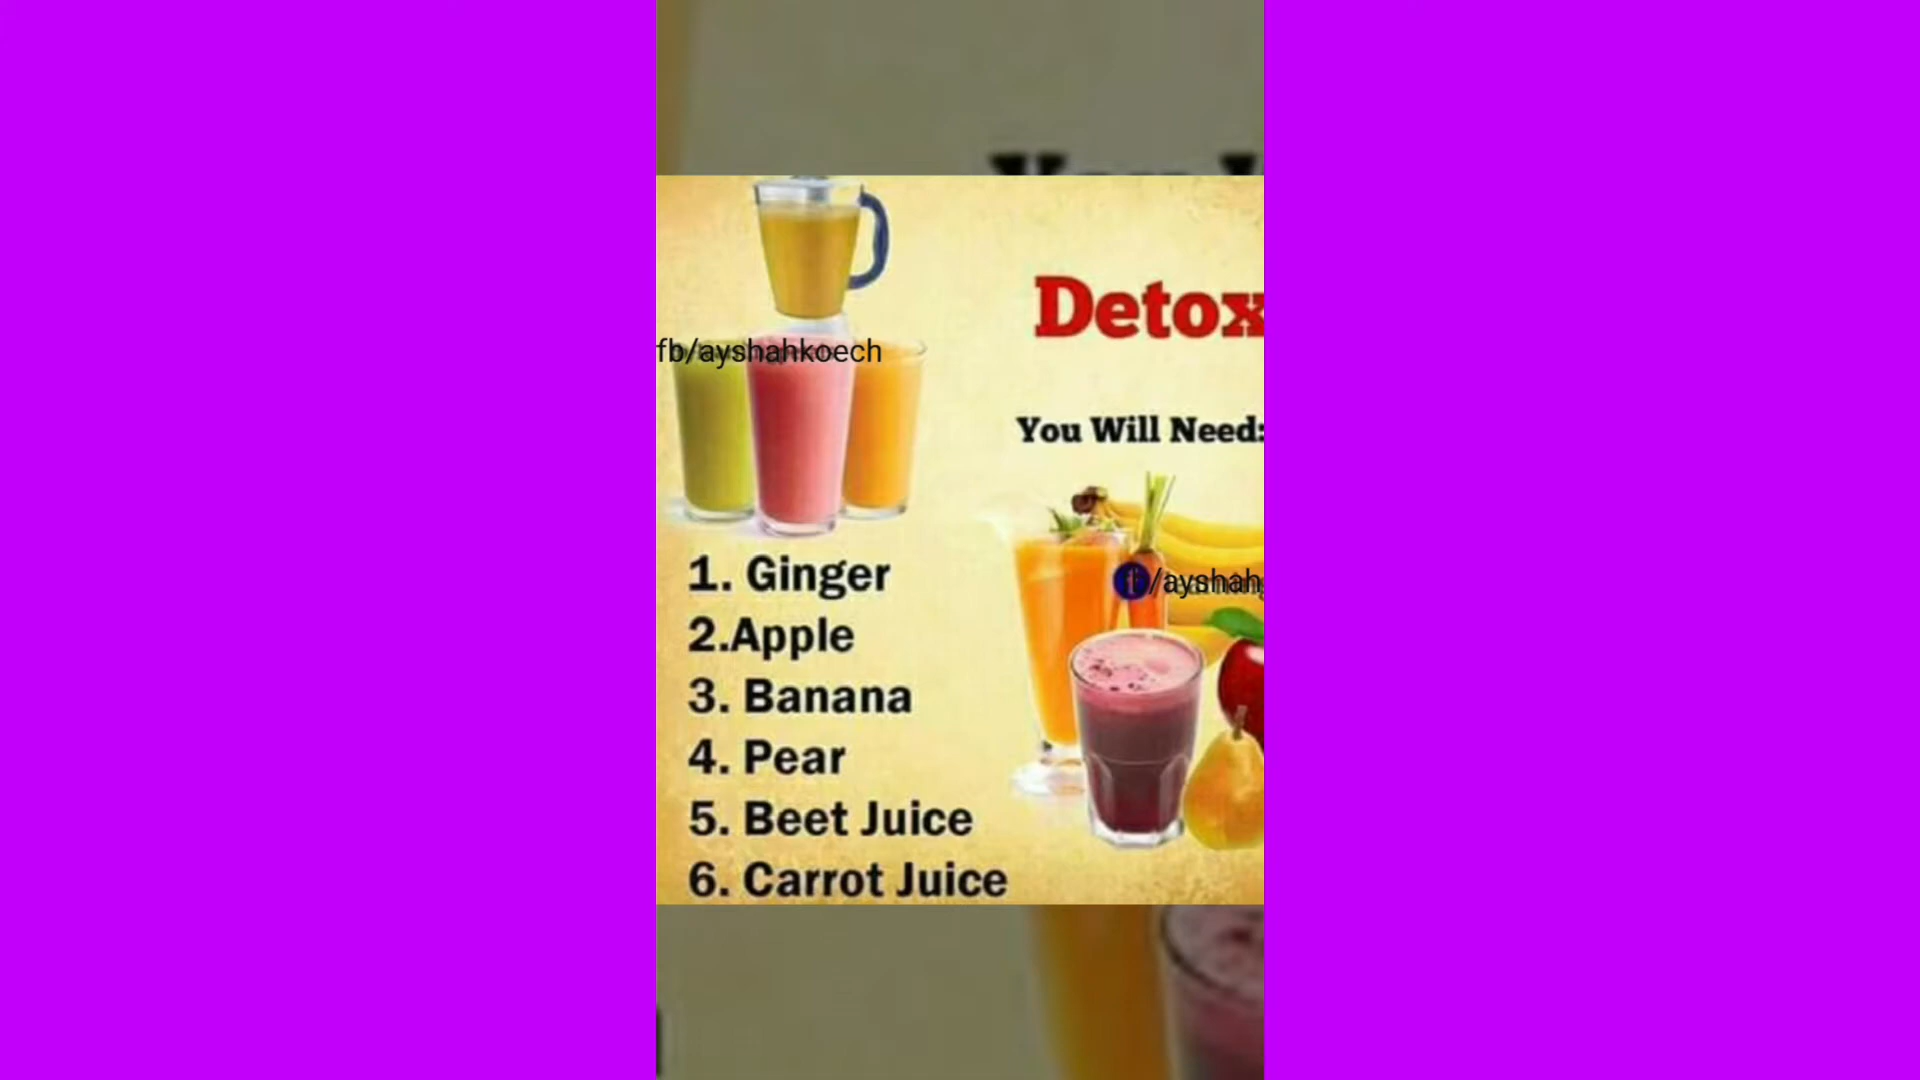 Detox
fb/ayshahkoech
You Will Need:
1. Ginger
/ayshah
2.Apple
3. Banana
4. Pear
5. Beet Juice
6. Carrot Juice